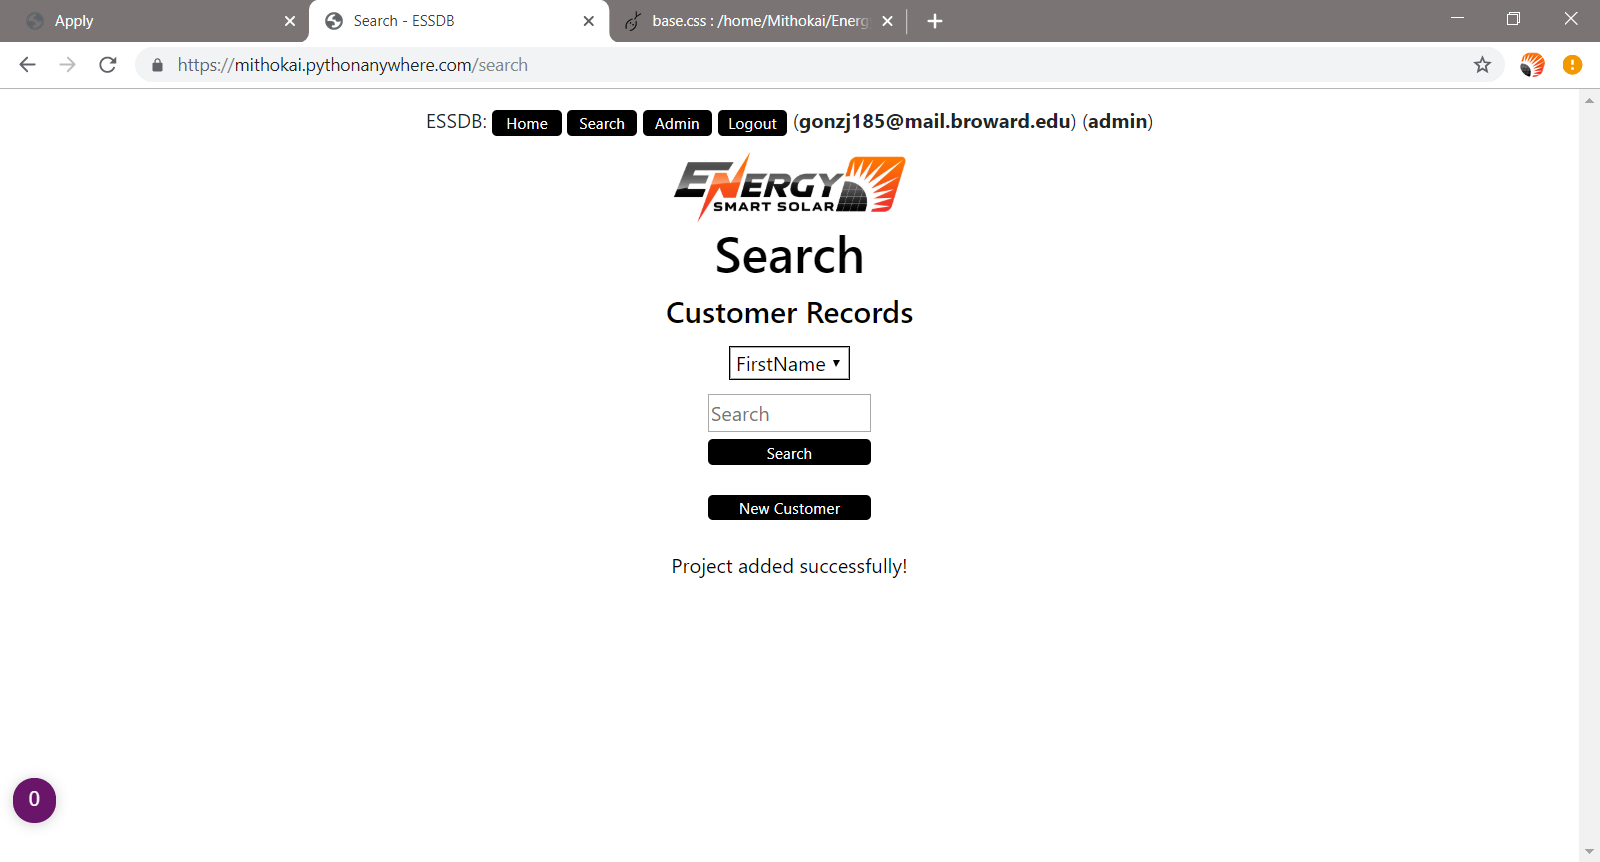 Apply
Search - ESSDB
base.css : /home/Mithokai/Energ
https://mithokai.pythonanywhere.com/search
ESSDB: Home Search Admin Logout (gonzj185@mail.broward.edu) (admin)
ENERGY
SMART SOLAR
Search
Customer Records
FirstName
Search
Search
New Customer
Project added successfully!
0